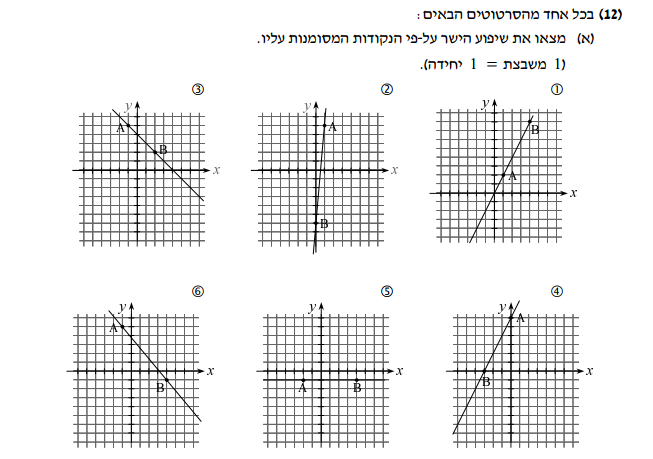 (12) בכל אחד מהסרטוטים הבאים:
(א) מצאו את שיפוע הישר על-פי הנקודות המסומנות עליו.
(1 משבצת = 1 יחידה).
① y x A B
② y x A B
③ y x A B
④ y x A B
⑤ y x A B
⑥ y x A B